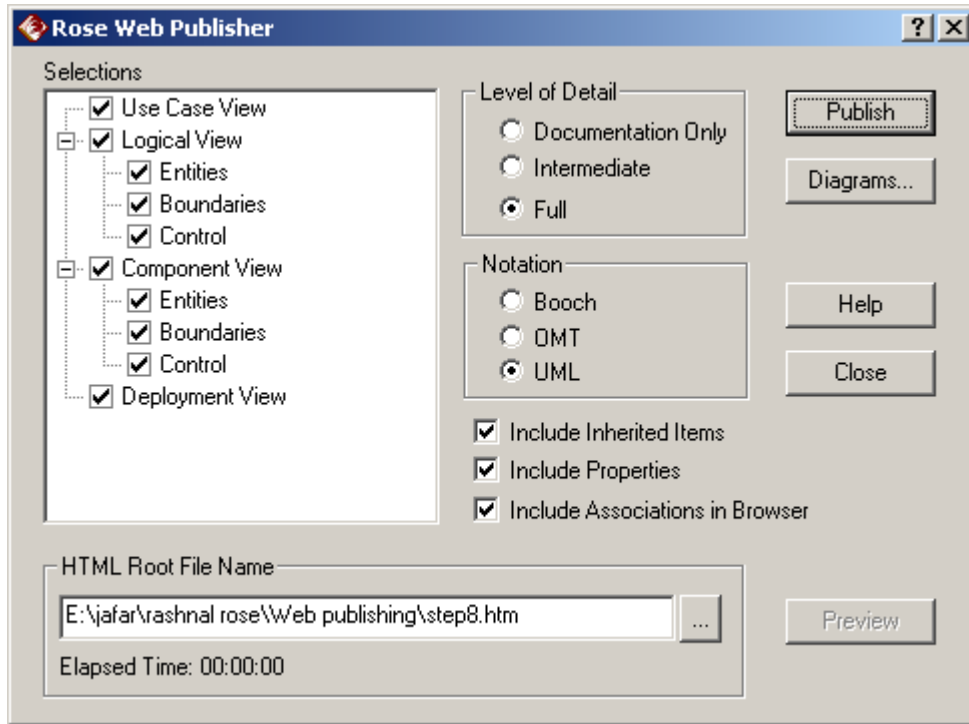 Rose Web Publisher
Selections
Use Case View
Logical View
Entities
Boundaries
Control
Component View
Entities
Boundaries
Control
Deployment View
Level of Detail
Documentation Only
Intermediate
Full
Notation
Booch
OMT
UML
Include Inherited Items
Include Properties
Include Associations in Browser
Publish
Diagrams...
Help
Close
HTML Root File Name
E:\jafar\rashnal rose\Web publishing\step8.htm
...
Elapsed Time: 00:00:00
Preview